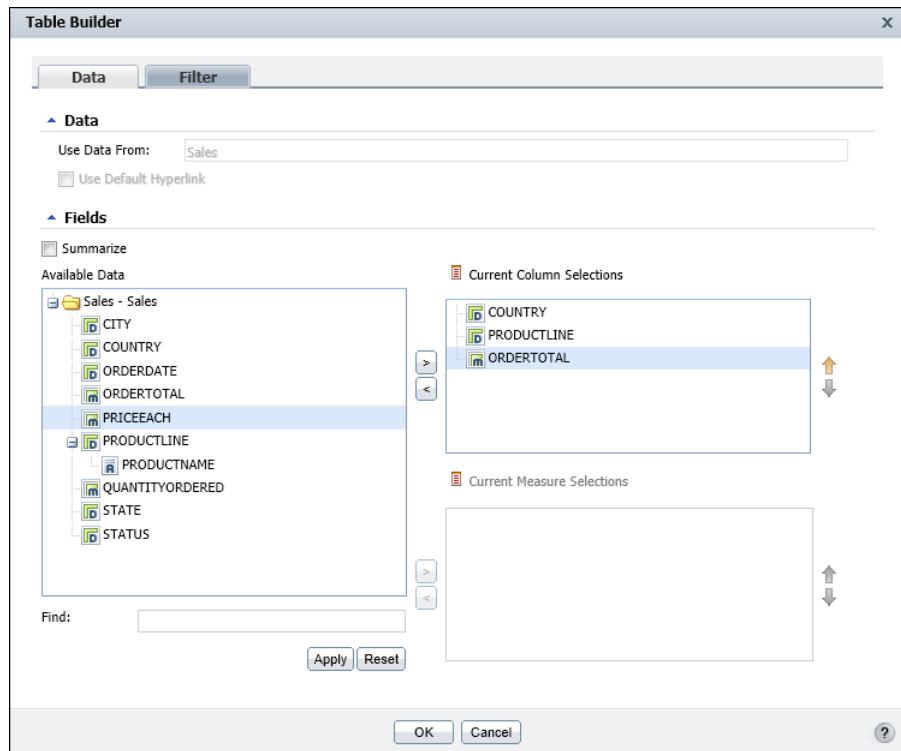 Table Builder
x
Data
Filter
Data
Use Data From:
Sales
Use Default Hyperlink
Fields
Summarize
Available Data
Sales - Sales
CITY
COUNTRY
ORDERDATE
ORDERTOTAL
PRICEEACH
PRODUCTLINE
PRODUCTNAME
QUANTITYORDERED
STATE
STATUS
Find:
Apply
Reset
>
<
>
<
Current Column Selections
COUNTRY
PRODUCTLINE
ORDERTOTAL
Current Measure Selections
OK
Cancel
?